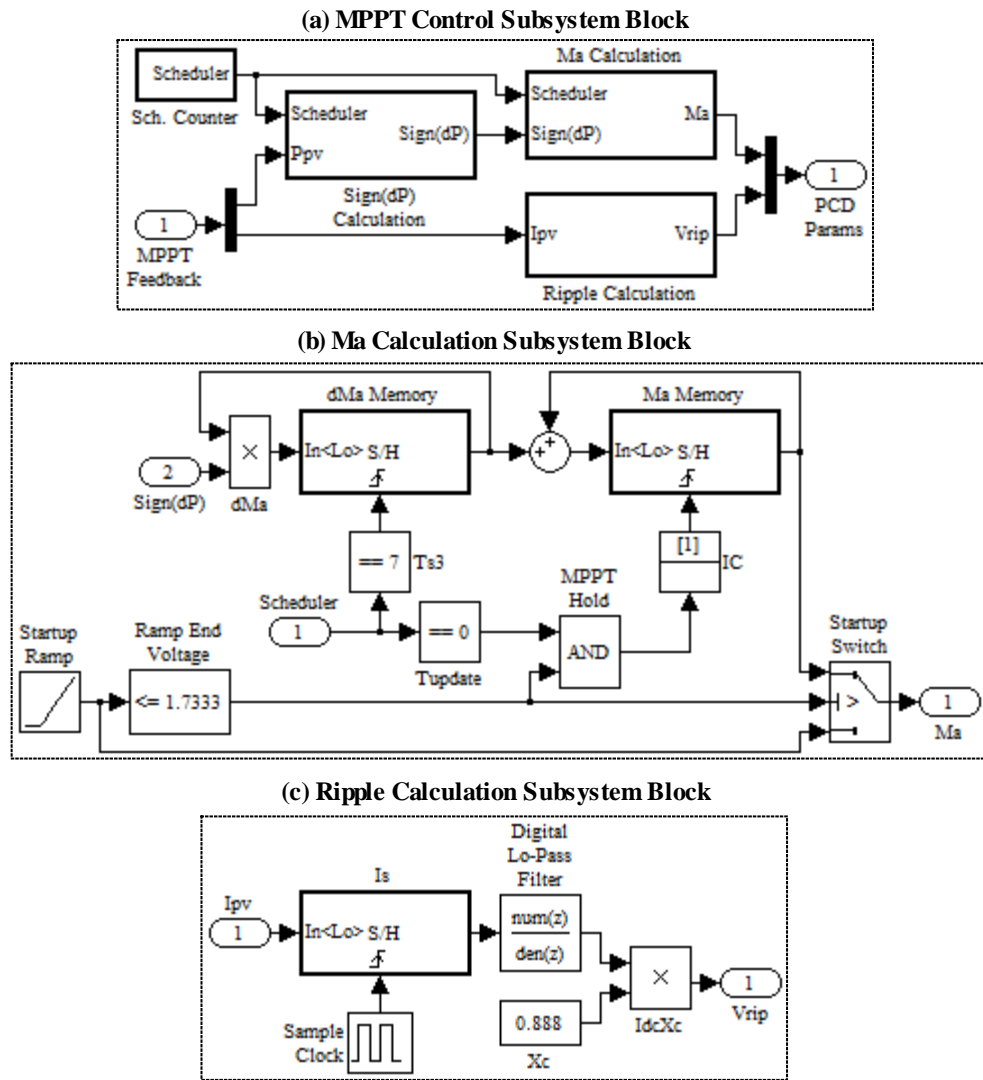 (a) MPPT Control Subsystem Block
Scheduler
Sch. Counter
Scheduler
Ppv
Sign(dP)
Sign(dP)
Calculation
Ma Calculation
Scheduler
Sign(dP)
Ma
1
MPPT
Feedback
Ipv
Vrip
Ripple Calculation
1
PCD
Params
(b) Ma Calculation Subsystem Block
dMa Memory
In<Lo> S/H
Ma Memory
In<Lo> S/H
×
dMa
2
Sign(dP)
+
+
== 7
Ts3
[1]
IC
MPPT
Hold
AND
Scheduler
1
== 0
Tupdate
Startup
Ramp
Ramp End
Voltage
<= 1.7333
Startup
Switch
>
1
Ma
(c) Ripple Calculation Subsystem Block
Ipv
1
Is
In<Lo> S/H
Sample
Clock
Digital
Lo-Pass
Filter
num(z)
den(z)
0.888
Xc
×
IdcXc
1
Vrip